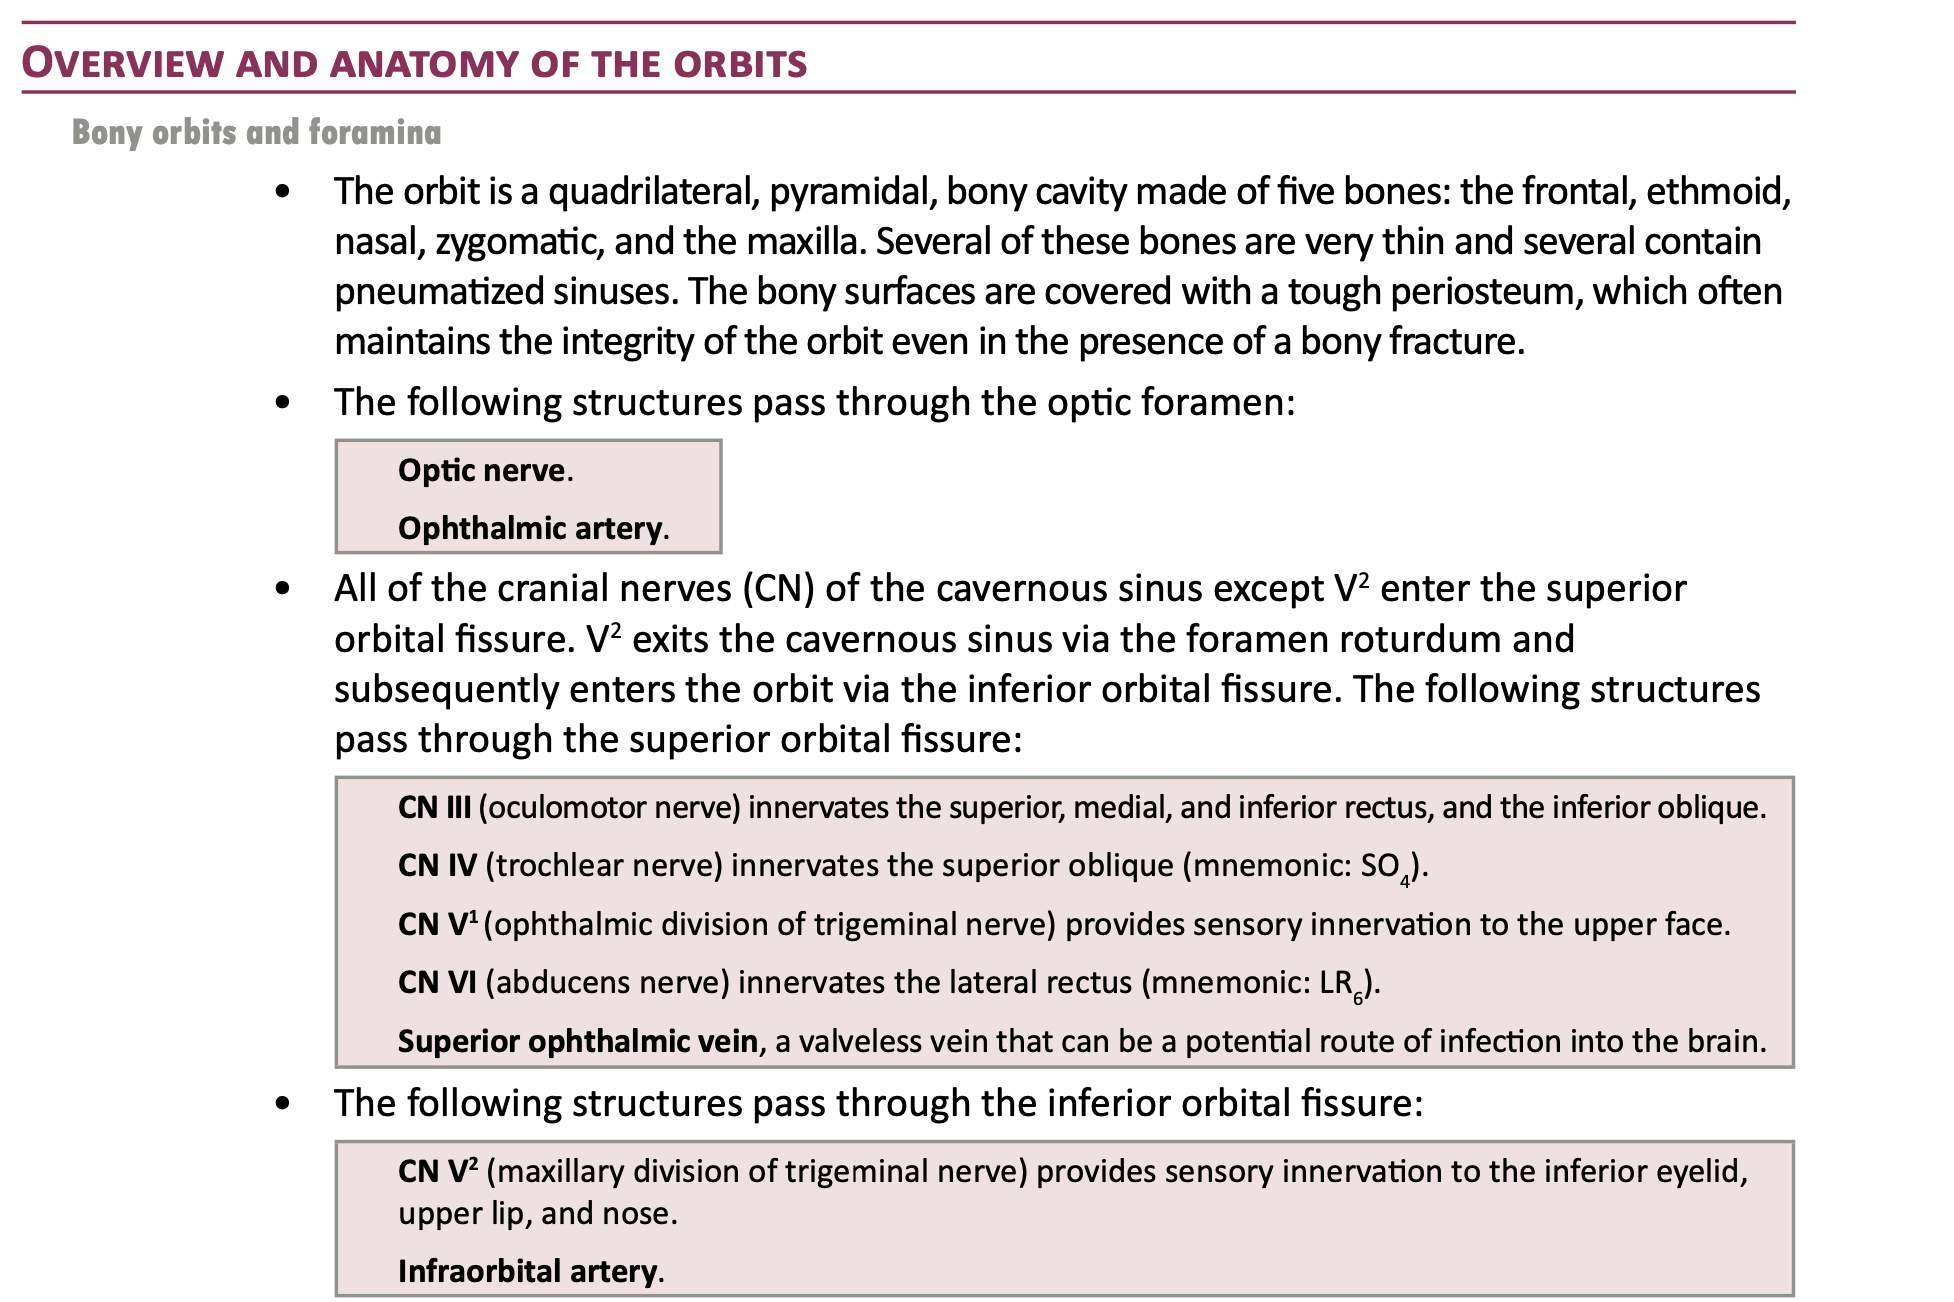 OVERVIEW AND ANATOMY OF THE ORBITS
Bony orbits and foramina
• The orbit is a quadrilateral, pyramidal, bony cavity made of five bones: the frontal, ethmoid,
nasal, zygomatic, and the maxilla. Several of these bones are very thin and several contain
pneumatized sinuses. The bony surfaces are covered with a tough periosteum, which often
maintains the integrity of the orbit even in the presence of a bony fracture.
• The following structures pass through the optic foramen:
Optic nerve.
Ophthalmic artery.
• All of the cranial nerves (CN) of the cavernous sinus except V² enter the superior
orbital fissure. V² exits the cavernous sinus via the foramen roturdum and
subsequently enters the orbit via the inferior orbital fissure. The following structures
pass through the superior orbital fissure:
CN III (oculomotor nerve) innervates the superior, medial, and inferior rectus, and the inferior oblique.
CN IV (trochlear nerve) innervates the superior oblique (mnemonic: SO₄).
CN V¹ (ophthalmic division of trigeminal nerve) provides sensory innervation to the upper face.
CN VI (abducens nerve) innervates the lateral rectus (mnemonic: LR₆).
Superior ophthalmic vein, a valveless vein that can be a potential route of infection into the brain.
• The following structures pass through the inferior orbital fissure:
CN V² (maxillary division of trigeminal nerve) provides sensory innervation to the inferior eyelid,
upper lip, and nose.
Infraorbital artery.